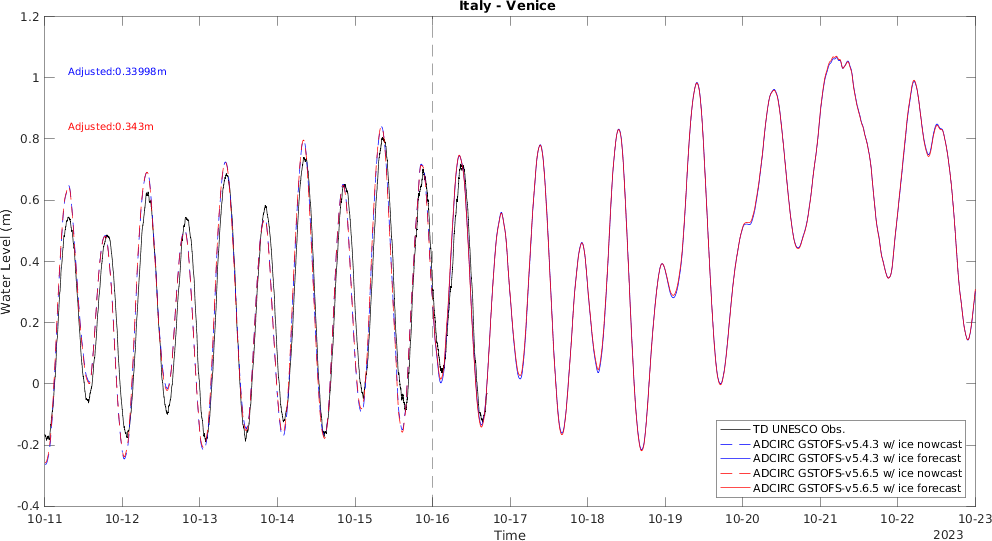 Italy - Venice
1.2
1
0.8
0.6
0.4
0.2
0
-0.2
-0.4
Water Level (m)
Adjusted:0.33998m
Adjusted:0.343m
TD UNESCO Obs.
ADCIRC GSTOFS-v5.4.3 w/ ice nowcast
ADCIRC GSTOFS-v5.4.3 w/ ice forecast
ADCIRC GSTOFS-v5.6.5 w/ ice nowcast
ADCIRC GSTOFS-v5.6.5 w/ ice forecast
10-11 10-12 10-13 10-14 10-15 10-16 10-17 10-18 10-19 10-20 10-21 10-22 10-23
Time
2023